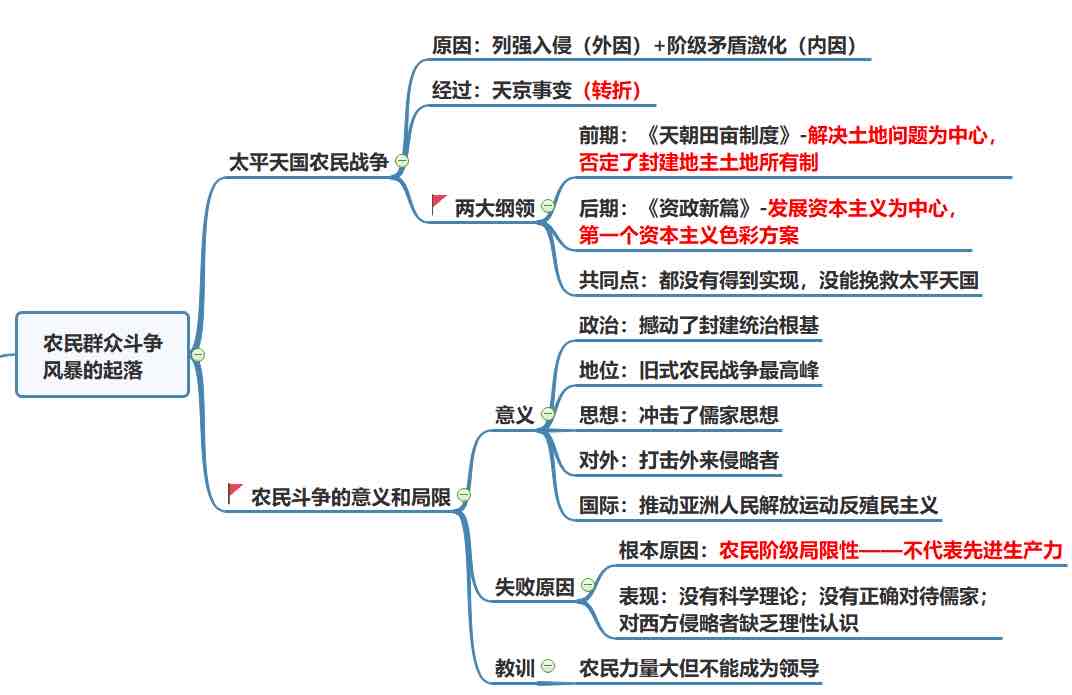 农民群众斗争
风暴的起落
太平天国农民战争
原因：列强入侵（外因）+阶级矛盾激化（内因）
经过：天京事变（转折）
两大纲领
前期：《天朝田亩制度》-解决土地问题为中心，
否定了封建地主土地所有制
后期：《资政新篇》-发展资本主义为中心，
第一个资本主义色彩方案
共同点：都没有得到实现，没能挽救太平天国
农民斗争的意义和局限
意义
政治：撼动了封建统治根基
地位：旧式农民战争最高峰
思想：冲击了儒家思想
对外：打击外来侵略者
国际：推动亚洲人民解放运动反殖民主义
失败原因
根本原因：农民阶级局限性——不代表先进生产力
表现：没有科学理论；没有正确对待儒家；
对西方侵略者缺乏理性认识
教训
农民力量大但不能成为领导